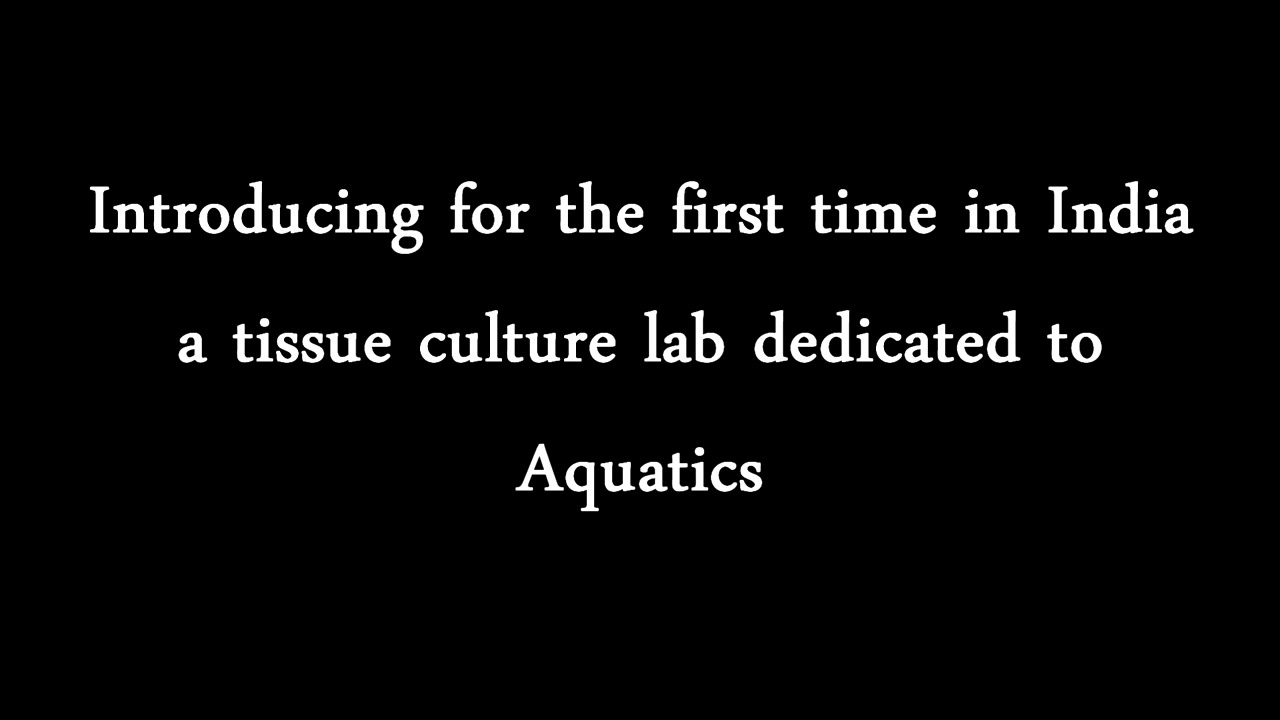 Introducing for the first time in India
a tissue culture lab dedicated to
Aquatics